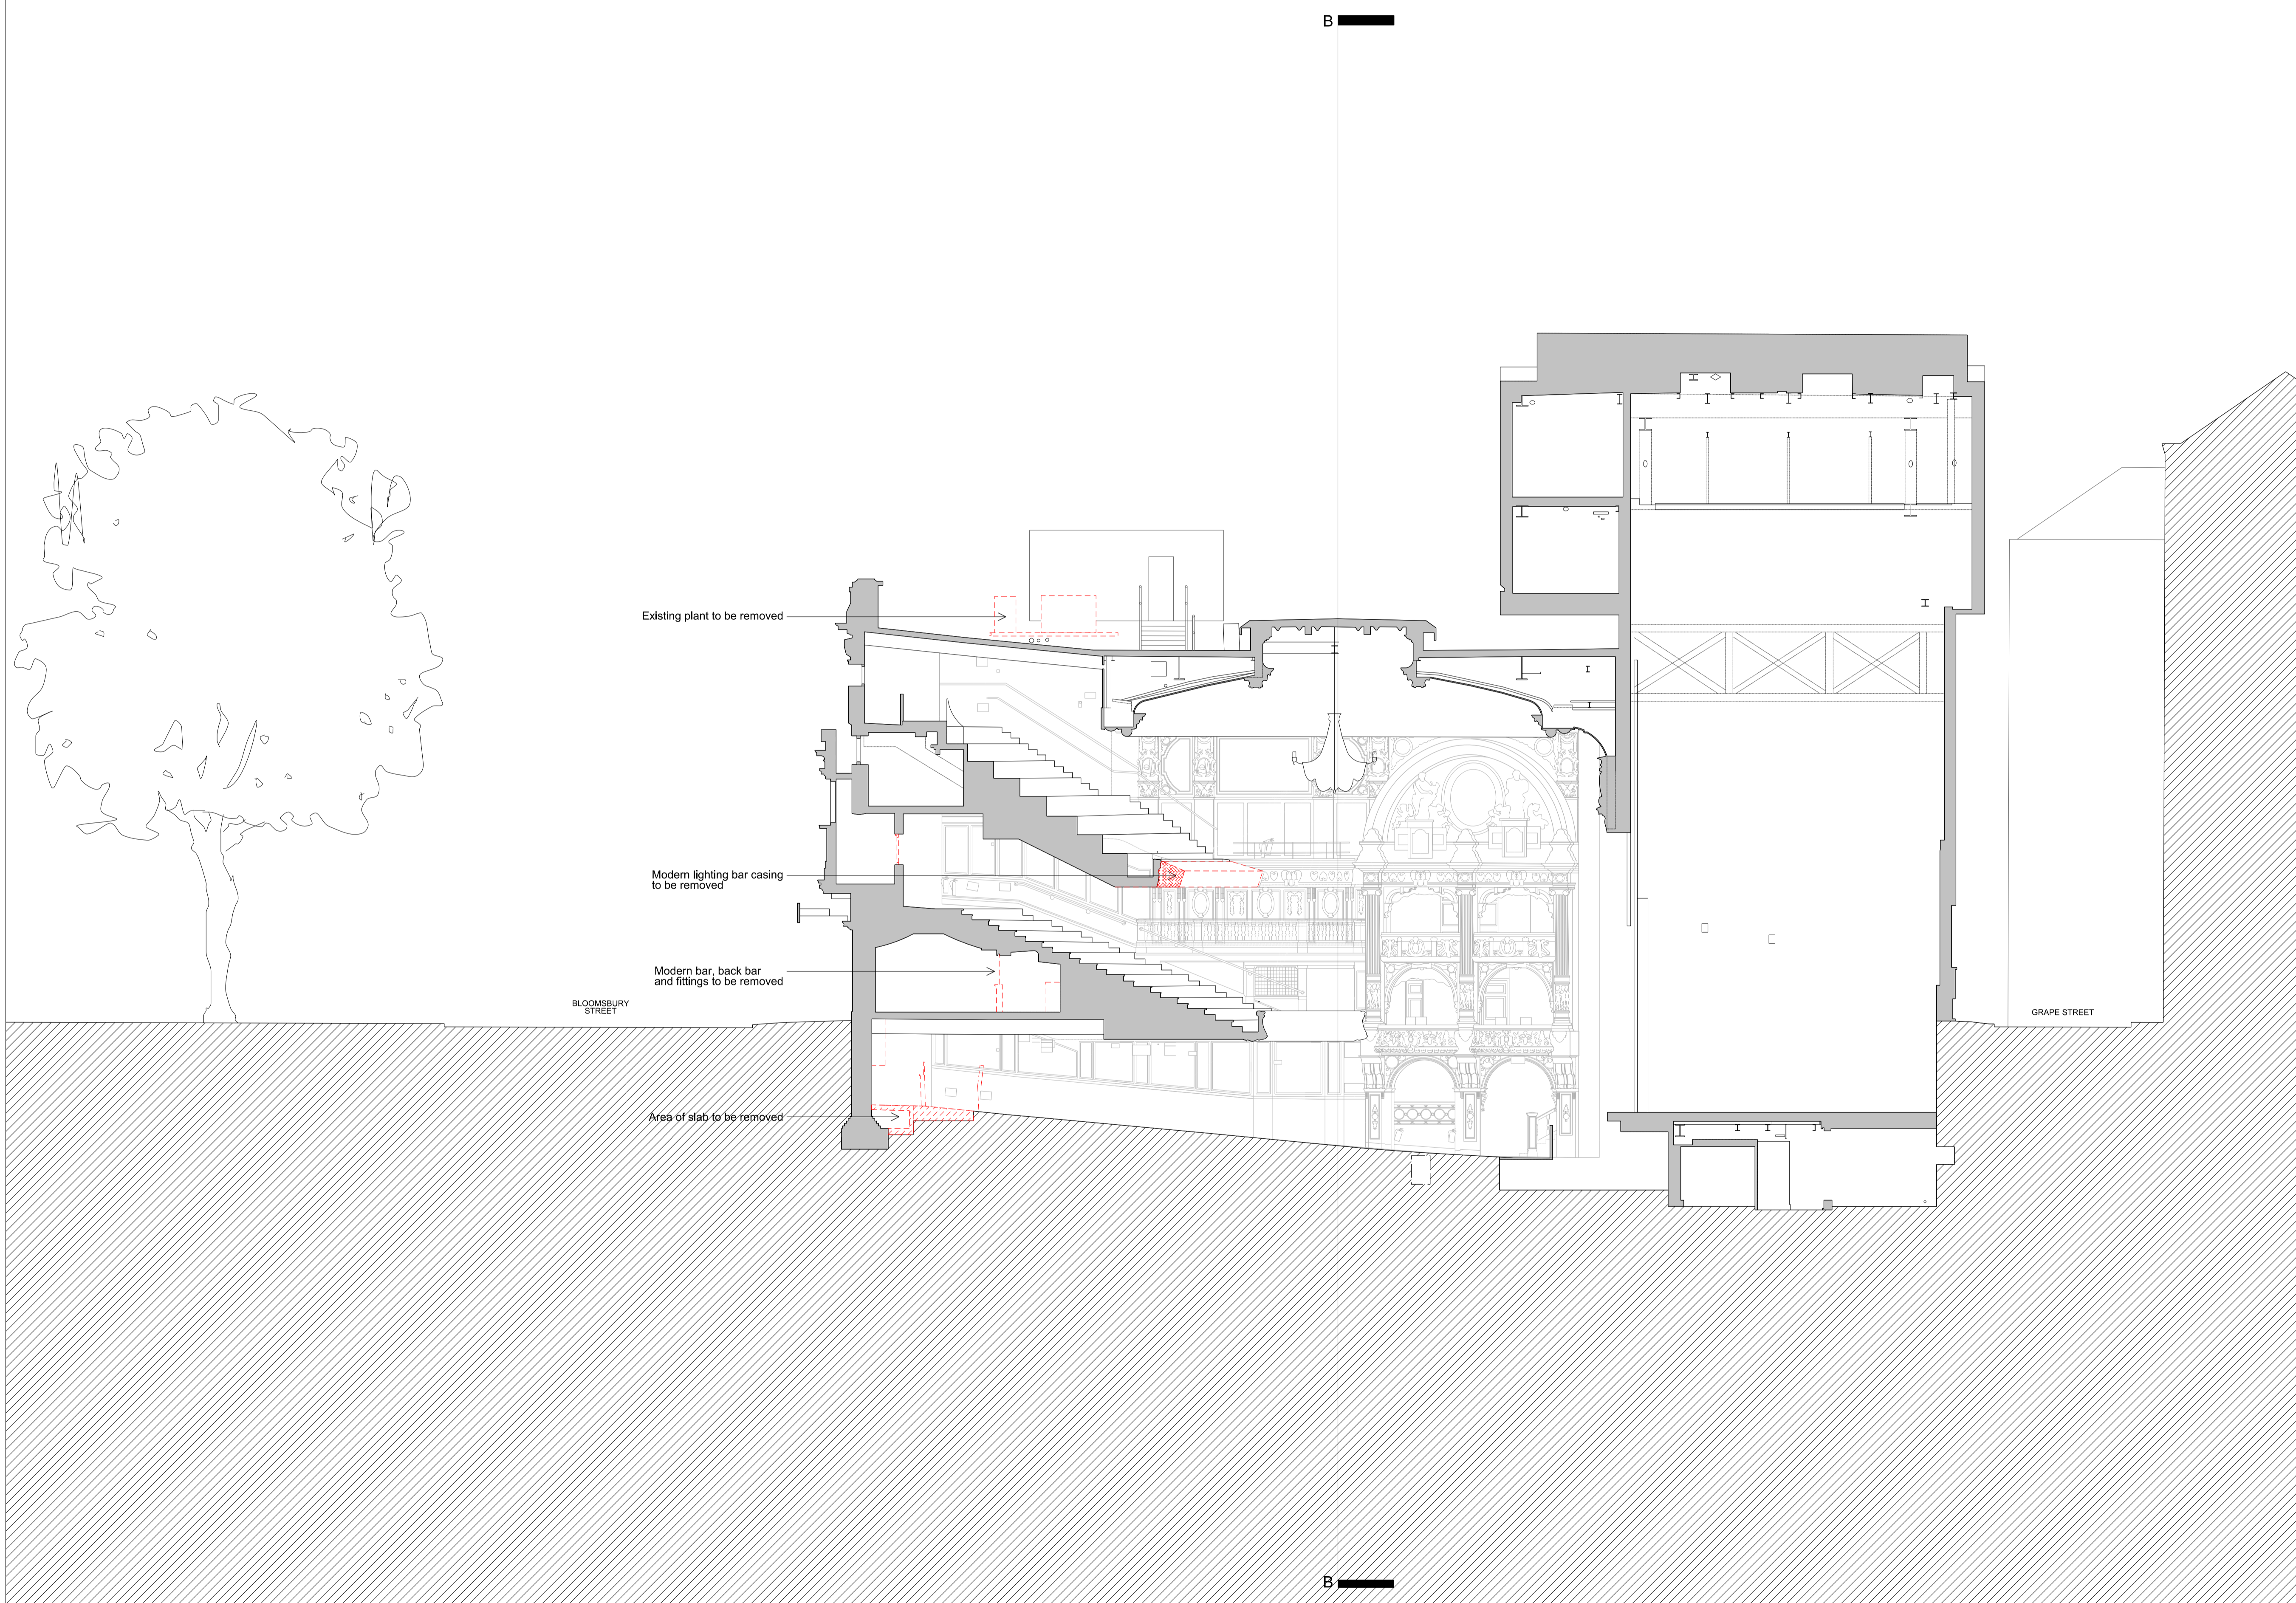 B
Existing plant to be removed
Modern lighting bar casing
to be removed
Modern bar, back bar
and fittings to be removed
BLOOMSBURY
STREET
GRAPE STREET
Area of slab to be removed
B